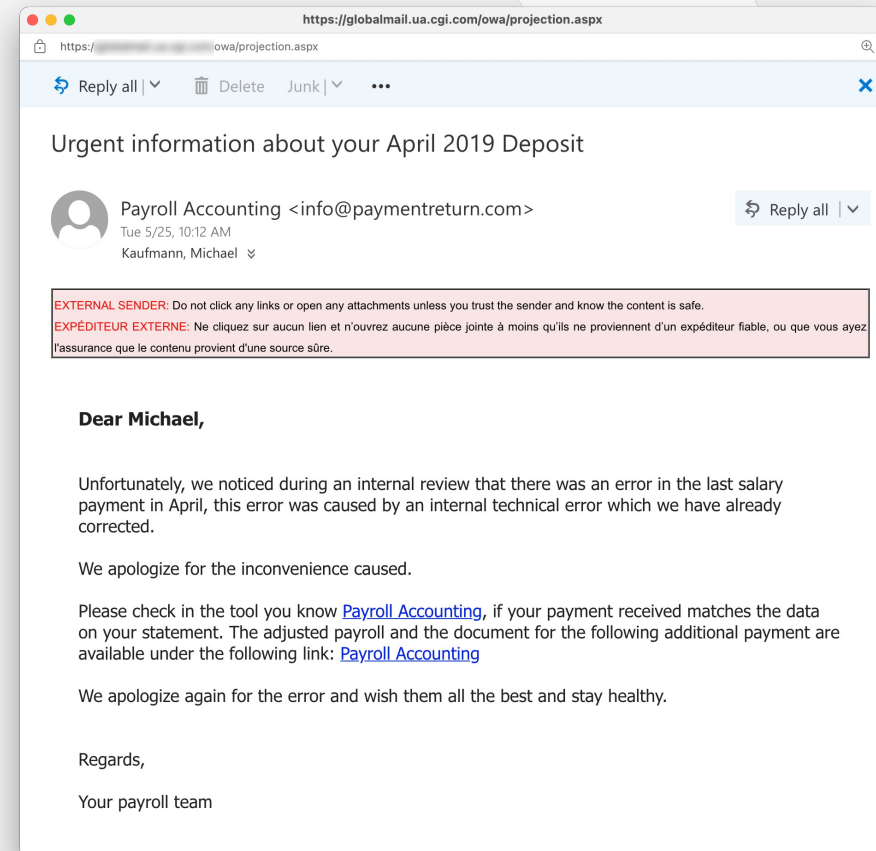 https://globalmail.ua.cgi.com/owa/projection.aspx
https:/ owa/projection.aspx
Reply all | Delete Junk | •••
Urgent information about your April 2019 Deposit
Payroll Accounting <info@paymentreturn.com>
Reply all |
Tue 5/25, 10:12 AM
Kaufmann, Michael
EXTERNAL SENDER: Do not click any links or open any attachments unless you trust the sender and know the content is safe.
EXPÉDITEUR EXTERNE: Ne cliquez sur aucun lien et n'ouvrez aucune pièce jointe à moins qu'ils ne proviennent d'un expéditeur fiable, ou que vous ayez
l'assurance que le contenu provient d'une source sûre.
Dear Michael,
Unfortunately, we noticed during an internal review that there was an error in the last salary
payment in April, this error was caused by an internal technical error which we have already
corrected.
We apologize for the inconvenience caused.
Please check in the tool you know Payroll Accounting, if your payment received matches the data
on your statement. The adjusted payroll and the document for the following additional payment are
available under the following link: Payroll Accounting
We apologize again for the error and wish them all the best and stay healthy.
Regards,
Your payroll team